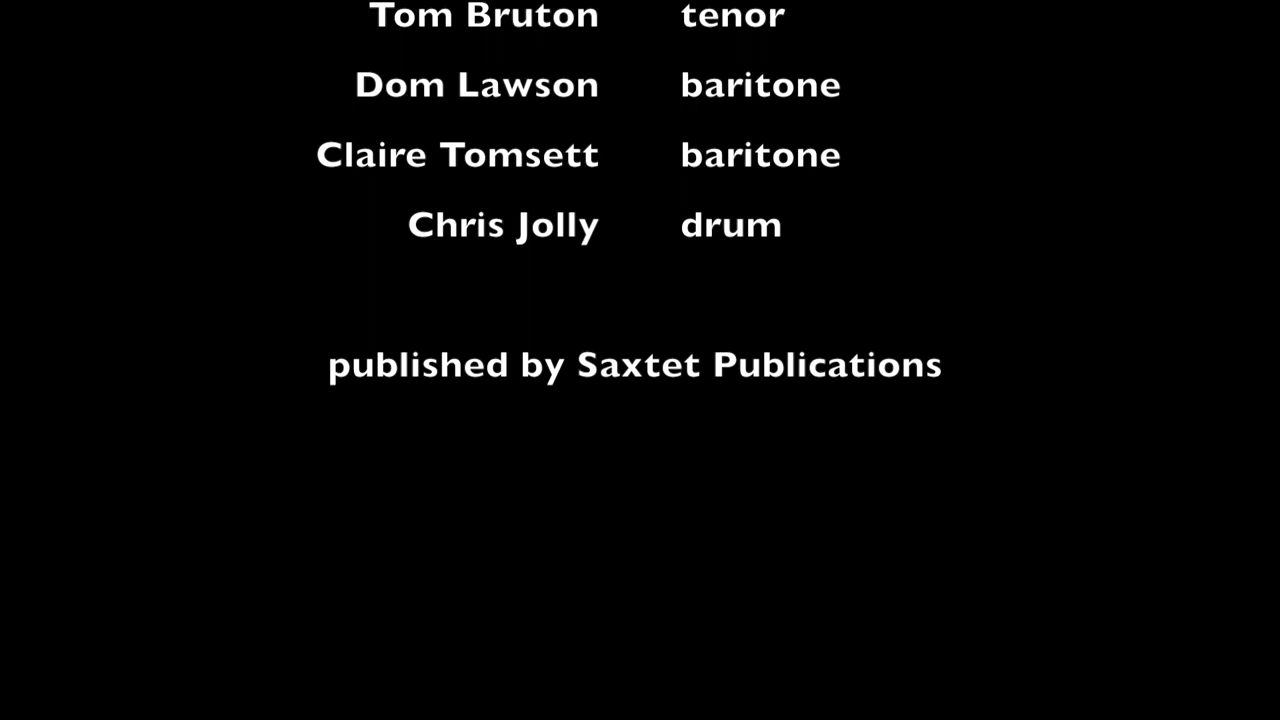 Tom Bruton tenor
Dom Lawson baritone
Claire Tomsett baritone
Chris Jolly drum
published by Saxtet Publications